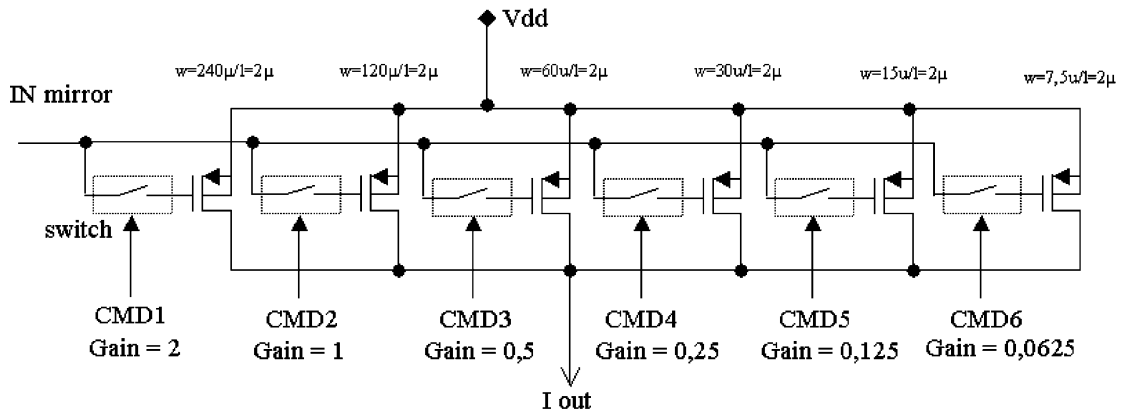 Vdd
w=240µ/l=2µ
w=120µ/l=2µ
w=60u/l=2µ
w=30u/l=2µ
w=15u/l=2µ
w=7,5u/l=2µ
IN mirror
switch
CMD1
Gain = 2
CMD2
Gain = 1
CMD3
Gain = 0,5
CMD4
Gain = 0,25
CMD5
Gain = 0,125
CMD6
Gain = 0,0625
I out